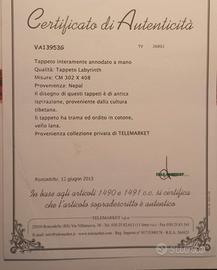 Certificato di Autenticità
VA139536 TV
Tappeto interamente annodato a mano
Qualità: Tappeto Labyrinth
Misure: CM 302 X 408
Provenienza: Nepal
Il disegno di questi tappeti è di antica
ispirazione, proveniente dalla cultura
tibetana.
Il tappeto ha trama ed ordito in cotone,
vello lana.
Provenienza collezione privata di TELEMARKET
Roncadelle, 12 giugno 2013
In base agli articoli 1490 e 1491 c.c. si certifica
che l'articolo sopradescritto è autentico
TELEMARKET
subito